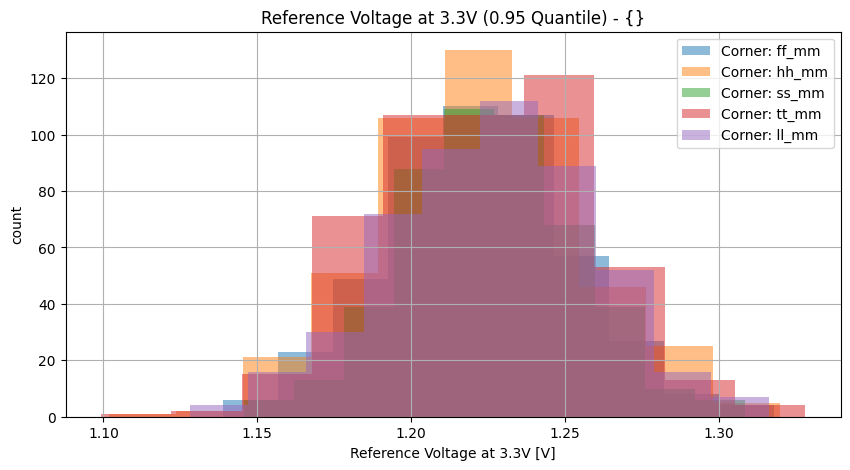 Reference Voltage at 3.3V (0.95 Quantile) - {}
Corner: ff_mm
Corner: hh_mm
Corner: ss_mm
Corner: tt_mm
Corner: ll_mm
count
120
100
80
60
40
20
0
1.10
1.15
1.20
1.25
1.30
Reference Voltage at 3.3V [V]